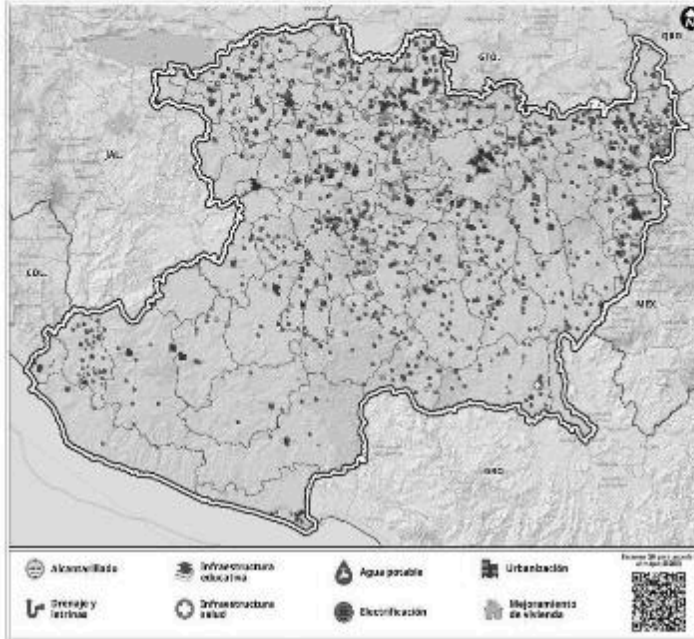 N
QRO.
GTO.
JAL.
COL.
MEX.
GRO.
Alcantarillado
Infraestructura
educativa
Agua potable
Urbanización
Drenaje y
letrinas
Infraestructura
salud
Electrificación
Mejoramiento
de vivienda